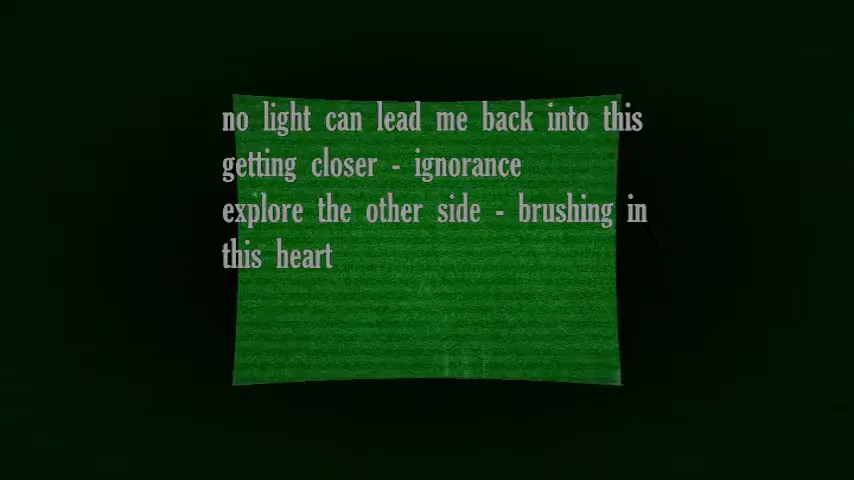 no light can lead me back into this
getting closer - ignorance
explore the other side - brushing in
this heart